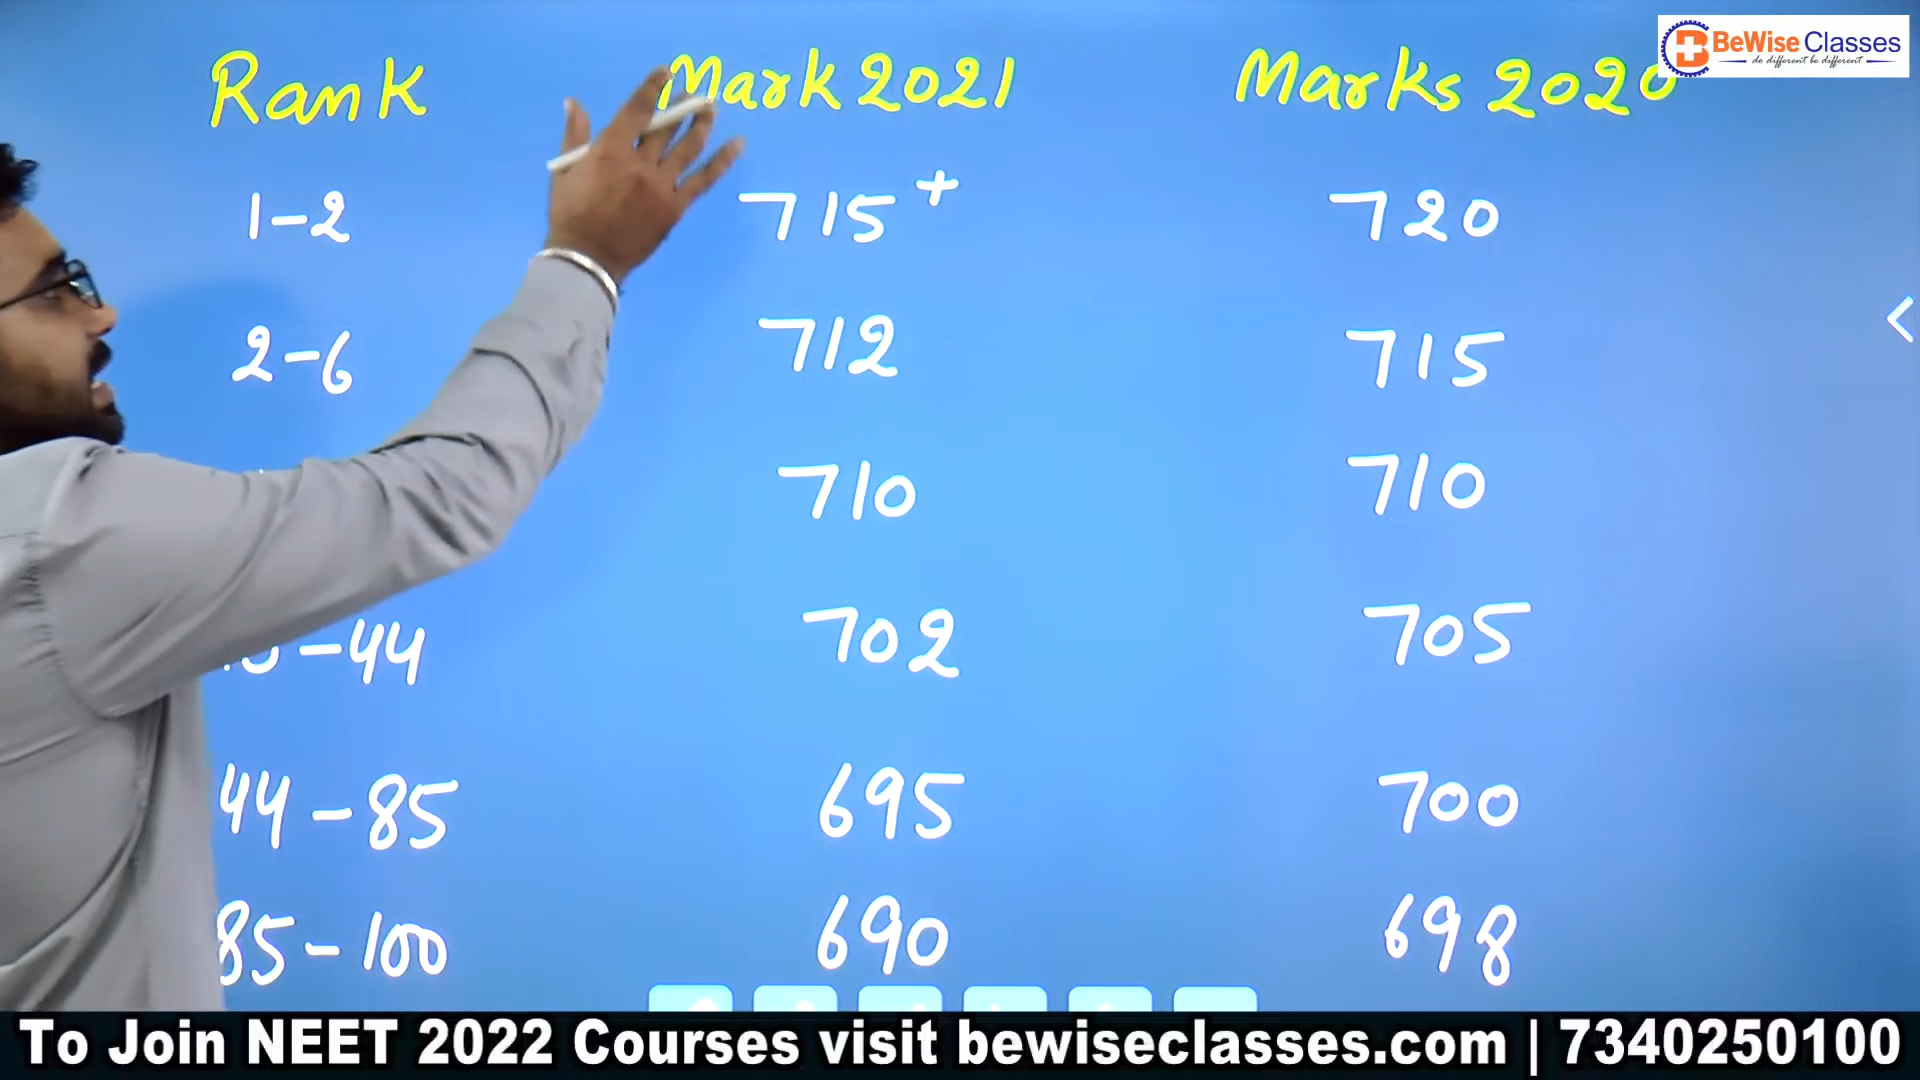 BeWise Classes
do different be different
Rank Mark 2021 Marks 2020
1-2 715+ 720
2-6 712 715
710 710
-44 702 705
44-85 695 700
85-100 690 698
To Join NEET 2022 Courses visit bewiseclasses.com | 7340250100